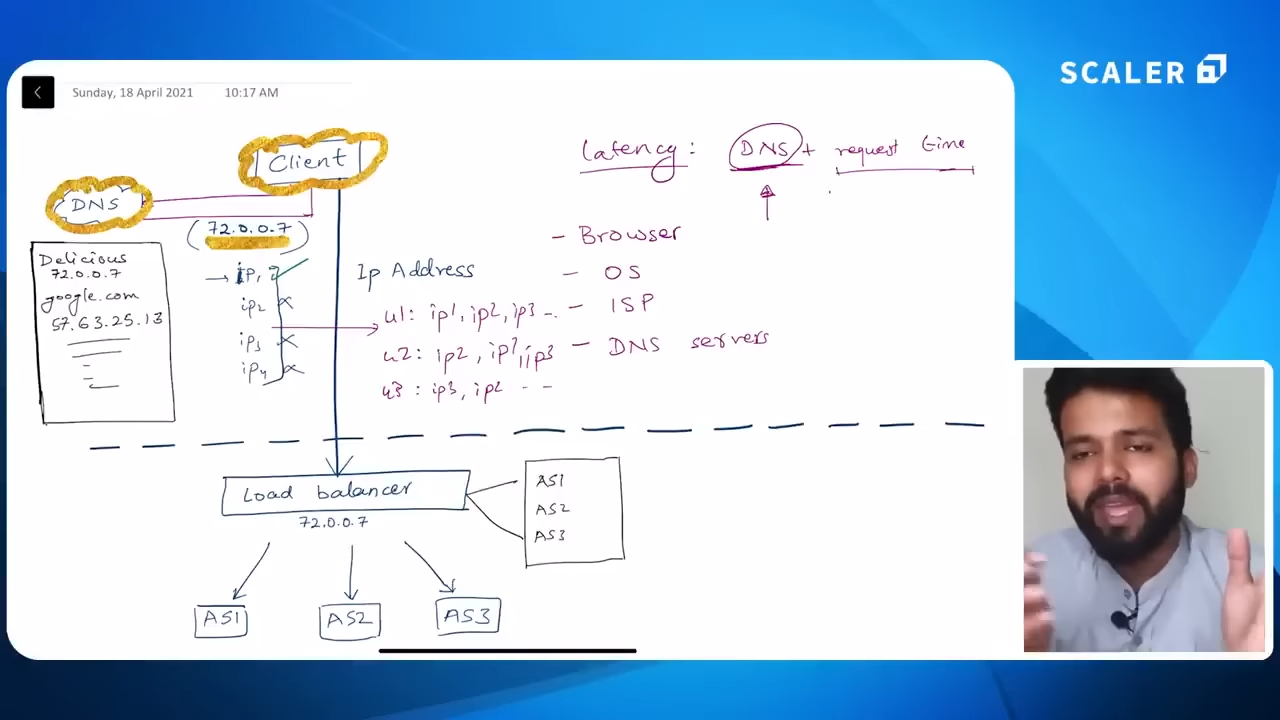 SCALER
Sunday, 18 April 2021 10:17 AM
Client
Latency: DNS + request time
DNS
(72.0.0.7)
Delicious
72.0.0.7
google.com
57.63.25.13
ip2
ip3
ip4
Ip Address
u1: ip1, ip2, ip3 -.
u2: ip2, ip1, ip3
u3: ip3, ip2 - -
- Browser
- OS
- ISP
- DNS servers
Load balancer
72.0.0.7
AS1
AS2
AS3
AS1
AS2
AS3